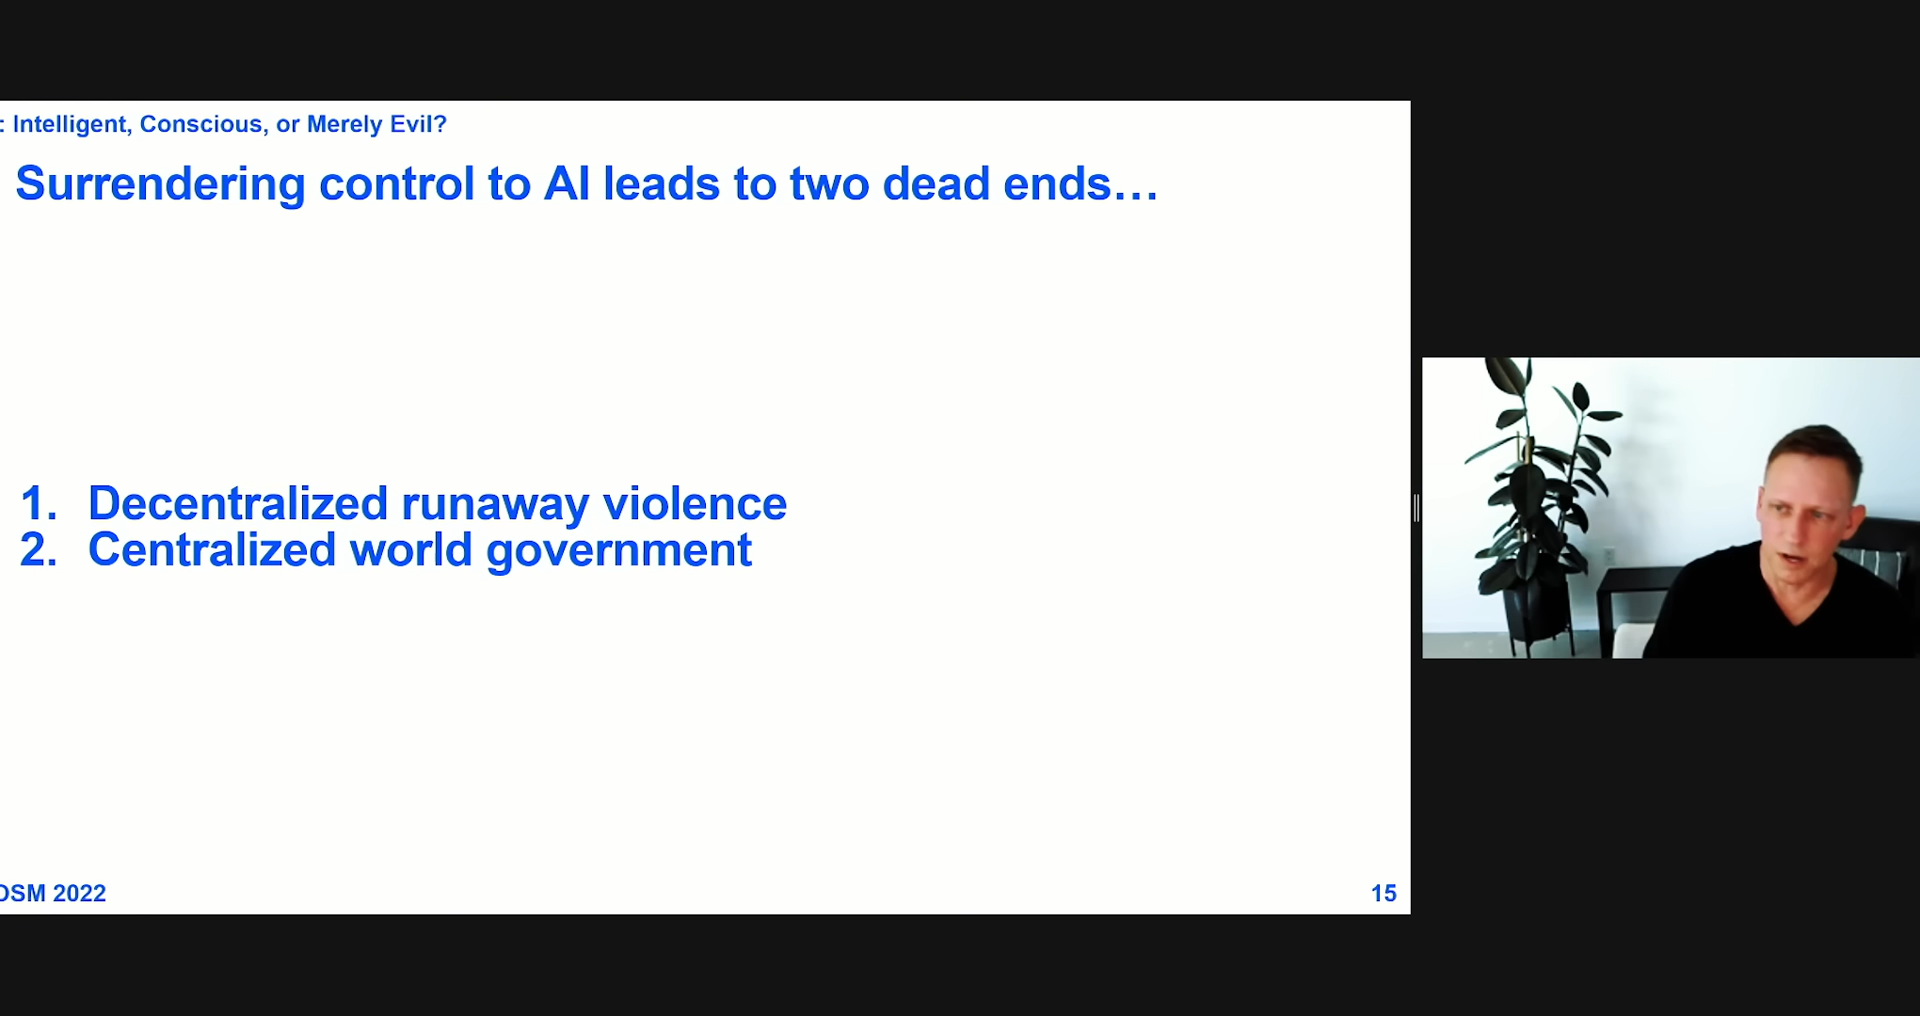 : Intelligent, Conscious, or Merely Evil?
Surrendering control to AI leads to two dead ends…
1. Decentralized runaway violence
2. Centralized world government
OSM 2022
15